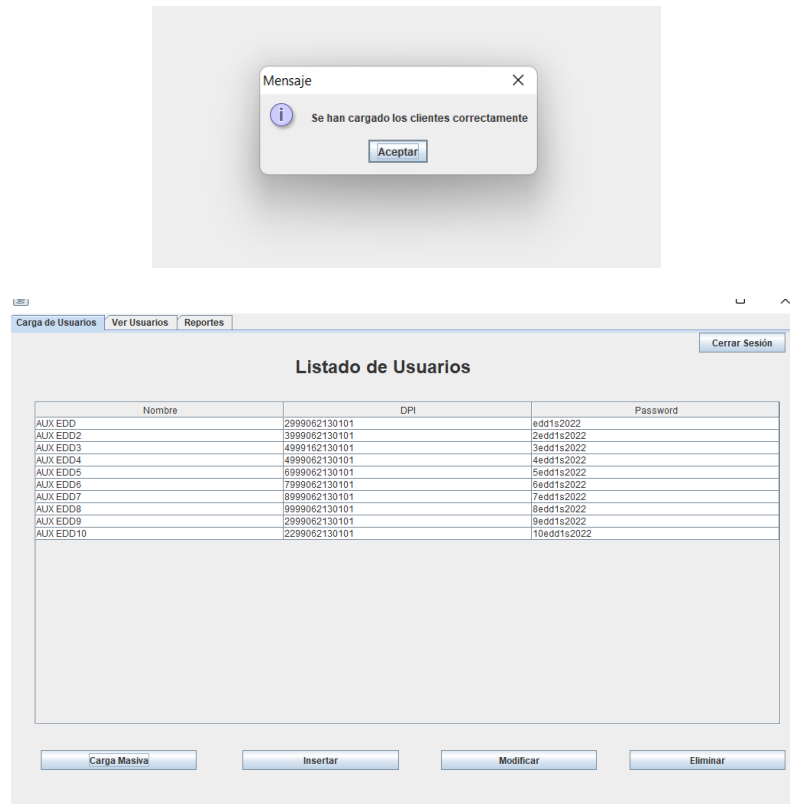 Mensaje
Se han cargado los clientes correctamente
Aceptar
Carga de Usuarios Ver Usuarios Reportes
Cerrar Sesión
Listado de Usuarios
Nombre DPI Password
AUX EDD 2999062130101 edd1s2022
AUX EDD2 3999062130101 2edd1s2022
AUX EDD3 4999162130101 3edd1s2022
AUX EDD4 4999062130101 4edd1s2022
AUX EDD5 6999062130101 5edd1s2022
AUX EDD6 7999062130101 6edd1s2022
AUX EDD7 8999062130101 7edd1s2022
AUX EDD8 9999062130101 8edd1s2022
AUX EDD9 2999062130101 9edd1s2022
AUX EDD10 2299062130101 10edd1s2022
Carga Masiva Insertar Modificar Eliminar